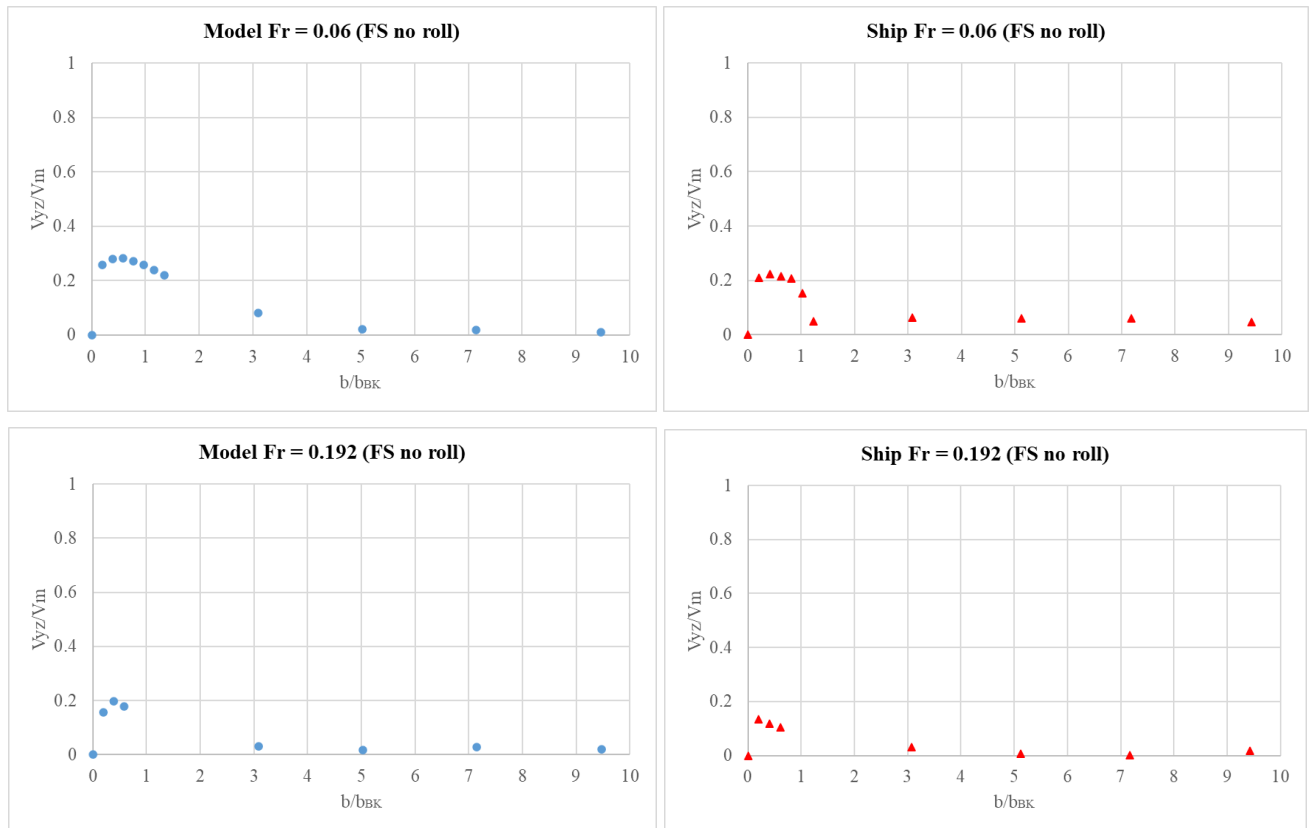 Model Fr = 0.06 (FS no roll)
1
0.8
0.6
0.4
0.2
0
Vyz/Vm
0 1 2 3 4 5 6 7 8 9 10
b/bBK
Ship Fr = 0.06 (FS no roll)
1
0.8
0.6
0.4
0.2
0
Vyz/Vm
0 1 2 3 4 5 6 7 8 9 10
b/bBK
Model Fr = 0.192 (FS no roll)
1
0.8
0.6
0.4
0.2
0
Vyz/Vm
0 1 2 3 4 5 6 7 8 9 10
b/bBK
Ship Fr = 0.192 (FS no roll)
1
0.8
0.6
0.4
0.2
0
Vyz/Vm
0 1 2 3 4 5 6 7 8 9 10
b/bBK